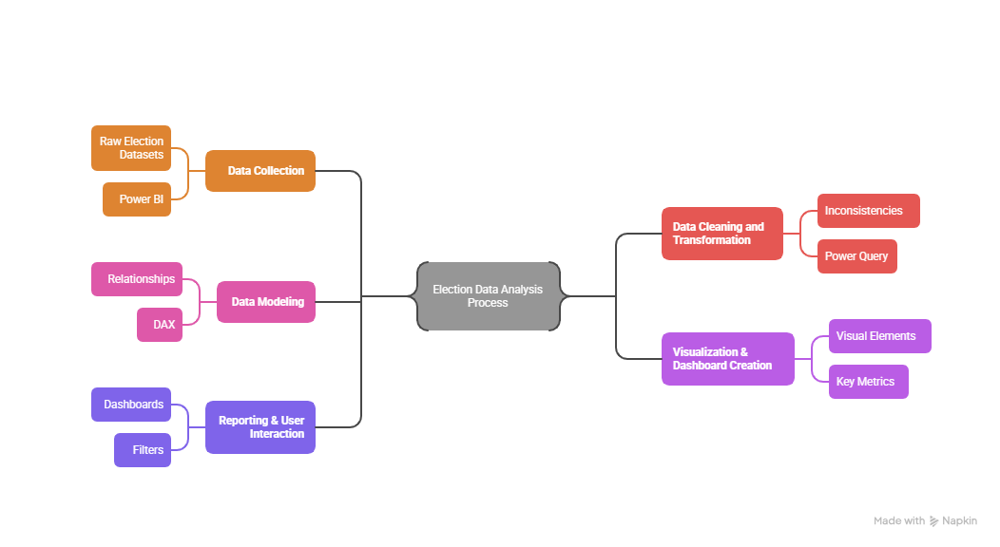 Raw Election
Datasets
Data Collection
Power BI
Relationships
Data Modeling
DAX
Dashboards
Reporting & User
Interaction
Filters
Election Data Analysis
Process
Data Cleaning and
Transformation
Inconsistencies
Power Query
Visualization &
Dashboard Creation
Visual Elements
Key Metrics
Made with Napkin